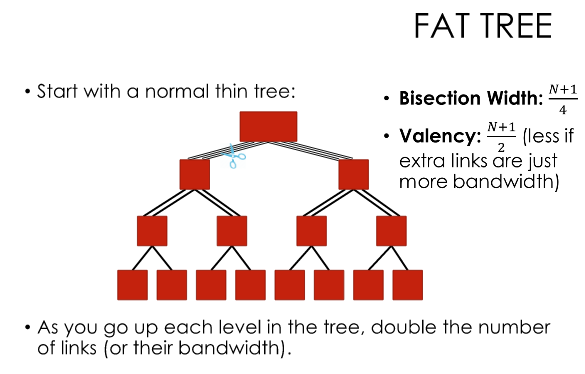 FAT TREE
• Start with a normal thin tree:
• Bisection Width: N+1/4
• Valency: N+1/2 (less if
extra links are just
more bandwidth)
• As you go up each level in the tree, double the number
of links (or their bandwidth).